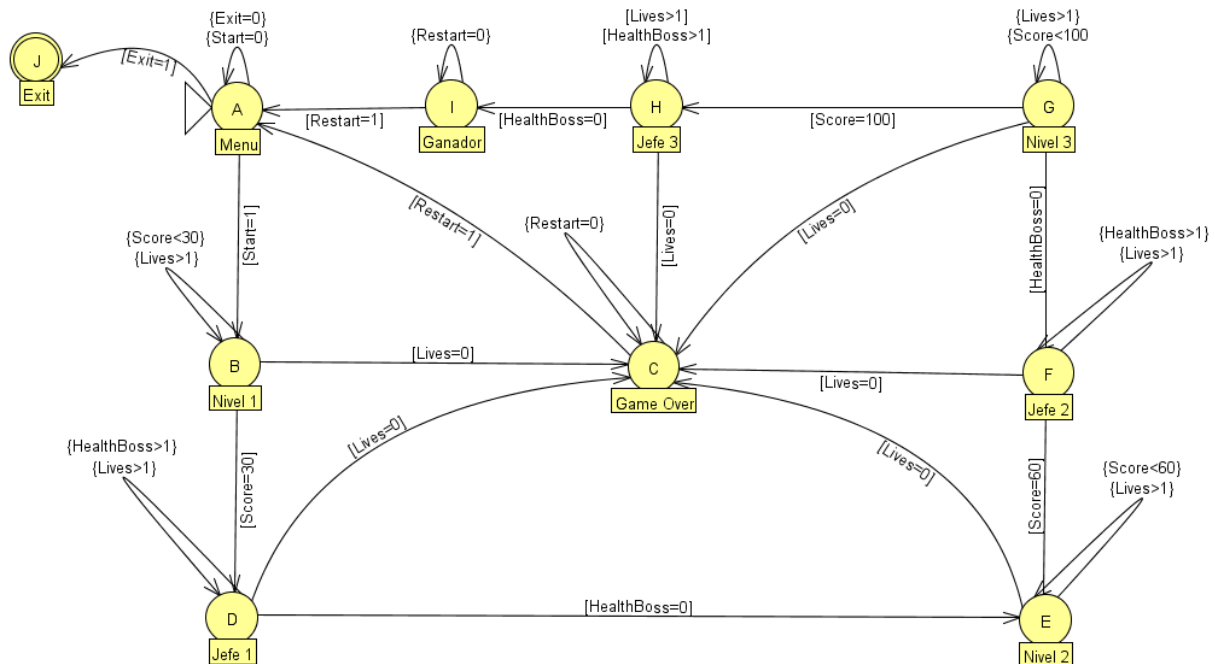 {Exit=0}
{Start=0}
{Restart=0}
[Lives>1]
[HealthBoss>1]
{Lives>1}
{Score<100
J
Exit
[Exit=1]
A
Menu
[Restart=1]
I
Ganador
[HealthBoss=0]
H
Jefe 3
[Score=100]
G
Nivel 3
[Start=1]
[Restart=1]
{Restart=0}
[Lives=0]
[Lives=0]
[HealthBoss=0]
{Score<30}
{Lives>1}
{HealthBoss>1}
{Lives>1}
B
Nivel 1
[Lives=0]
C
Game Over
[Lives=0]
F
Jefe 2
{HealthBoss>1}
{Lives>1}
[Score=30]
[Lives=0]
[Lives=0]
[Score=60]
{Score<60}
{Lives>1}
D
Jefe 1
[HealthBoss=0]
E
Nivel 2